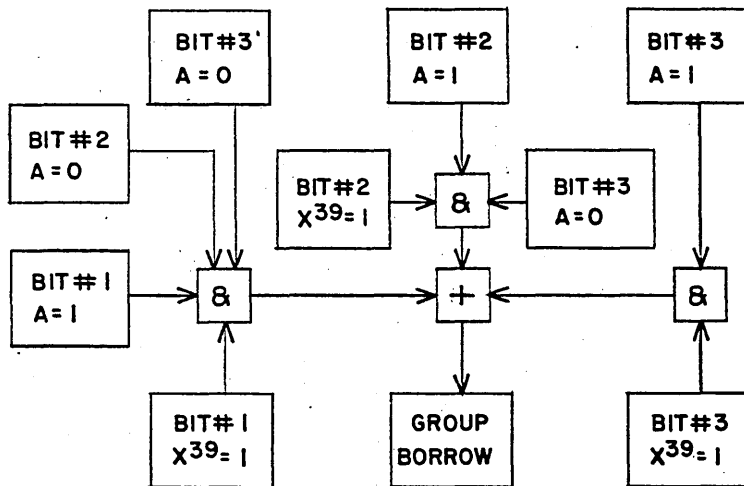 BIT#3'
A=0
BIT#2
A=1
BIT#3
A=1
BIT#2
A=0
BIT#2
X³⁹=1
&
BIT#3
A=0
BIT#1
A=1
&
+
&
BIT#1
X³⁹=1
GROUP
BORROW
BIT#3
X³⁹=1